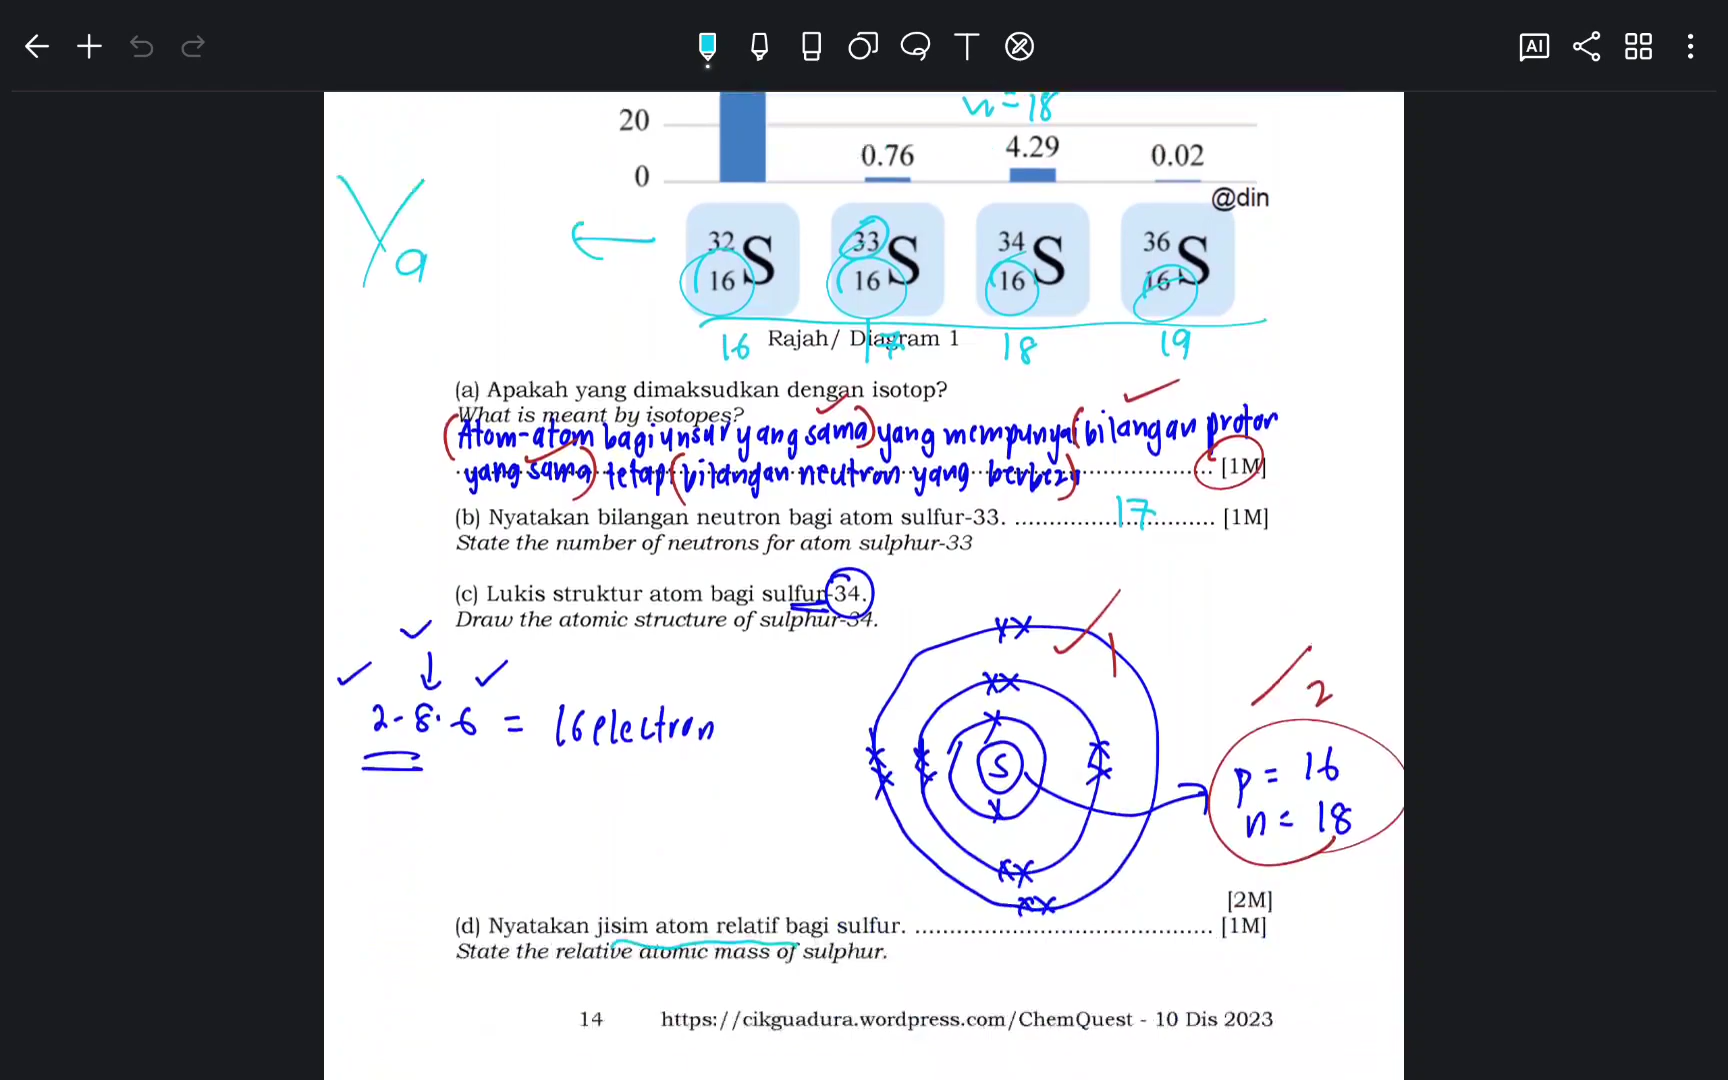 AI
n = 18
20
0.76
4.29
0.02
0
@din
Ya
32 16 S
33 16 S
34 16 S
36 16 S
Rajah/ Diagram 1
16 17 18 19
(a) Apakah yang dimaksudkan dengan isotop?
What is meant by isotopes?
(Atom-atom bagi unsur yang sama) yang mempunyai (bilangan proton
yang sama) tetapi (bilangan neutron yang berbeza) [1M]
(b) Nyatakan bilangan neutron bagi atom sulfur-33. .......... 17 .......... [1M]
State the number of neutrons for atom sulphur-33
(c) Lukis struktur atom bagi sulfur-34.
Draw the atomic structure of sulphur-34.
2 . 8 . 6 = 16 electron
S
1
/2
p = 16
n = 18
[2M]
(d) Nyatakan jisim atom relatif bagi sulfur. .......................................... [1M]
State the relative atomic mass of sulphur.
14 https://cikguadura.wordpress.com/ChemQuest - 10 Dis 2023